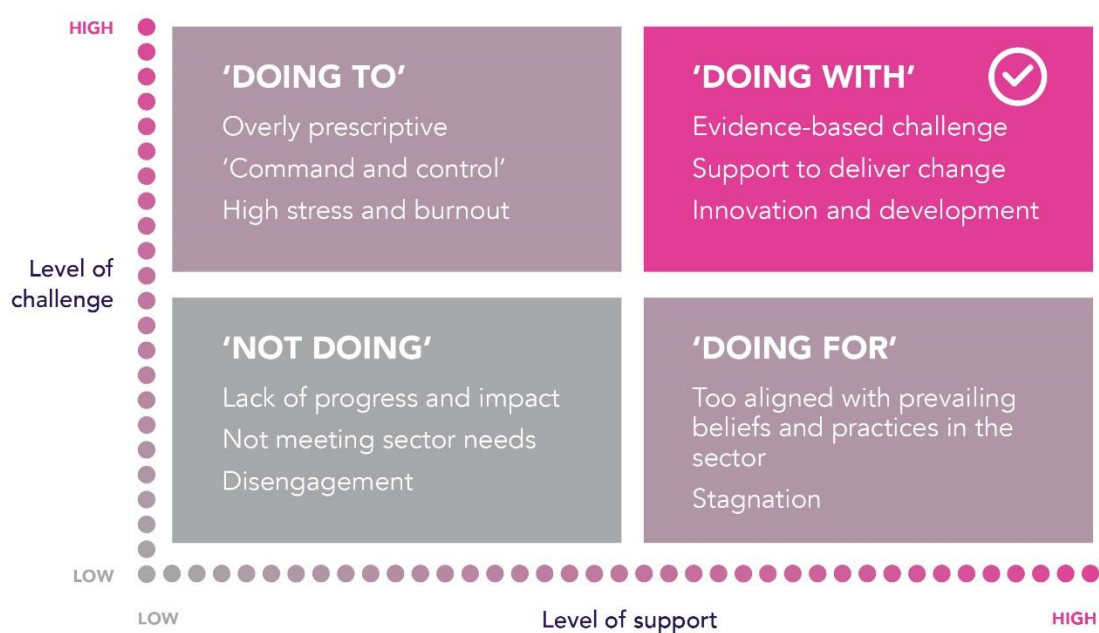 HIGH
'DOING TO'
Overly prescriptive
'Command and control'
High stress and burnout
'DOING WITH'
Evidence-based challenge
Support to deliver change
Innovation and development
Level of
challenge
'NOT DOING'
Lack of progress and impact
Not meeting sector needs
Disengagement
'DOING FOR'
Too aligned with prevailing
beliefs and practices in the
sector
Stagnation
LOW
LOW
Level of support
HIGH